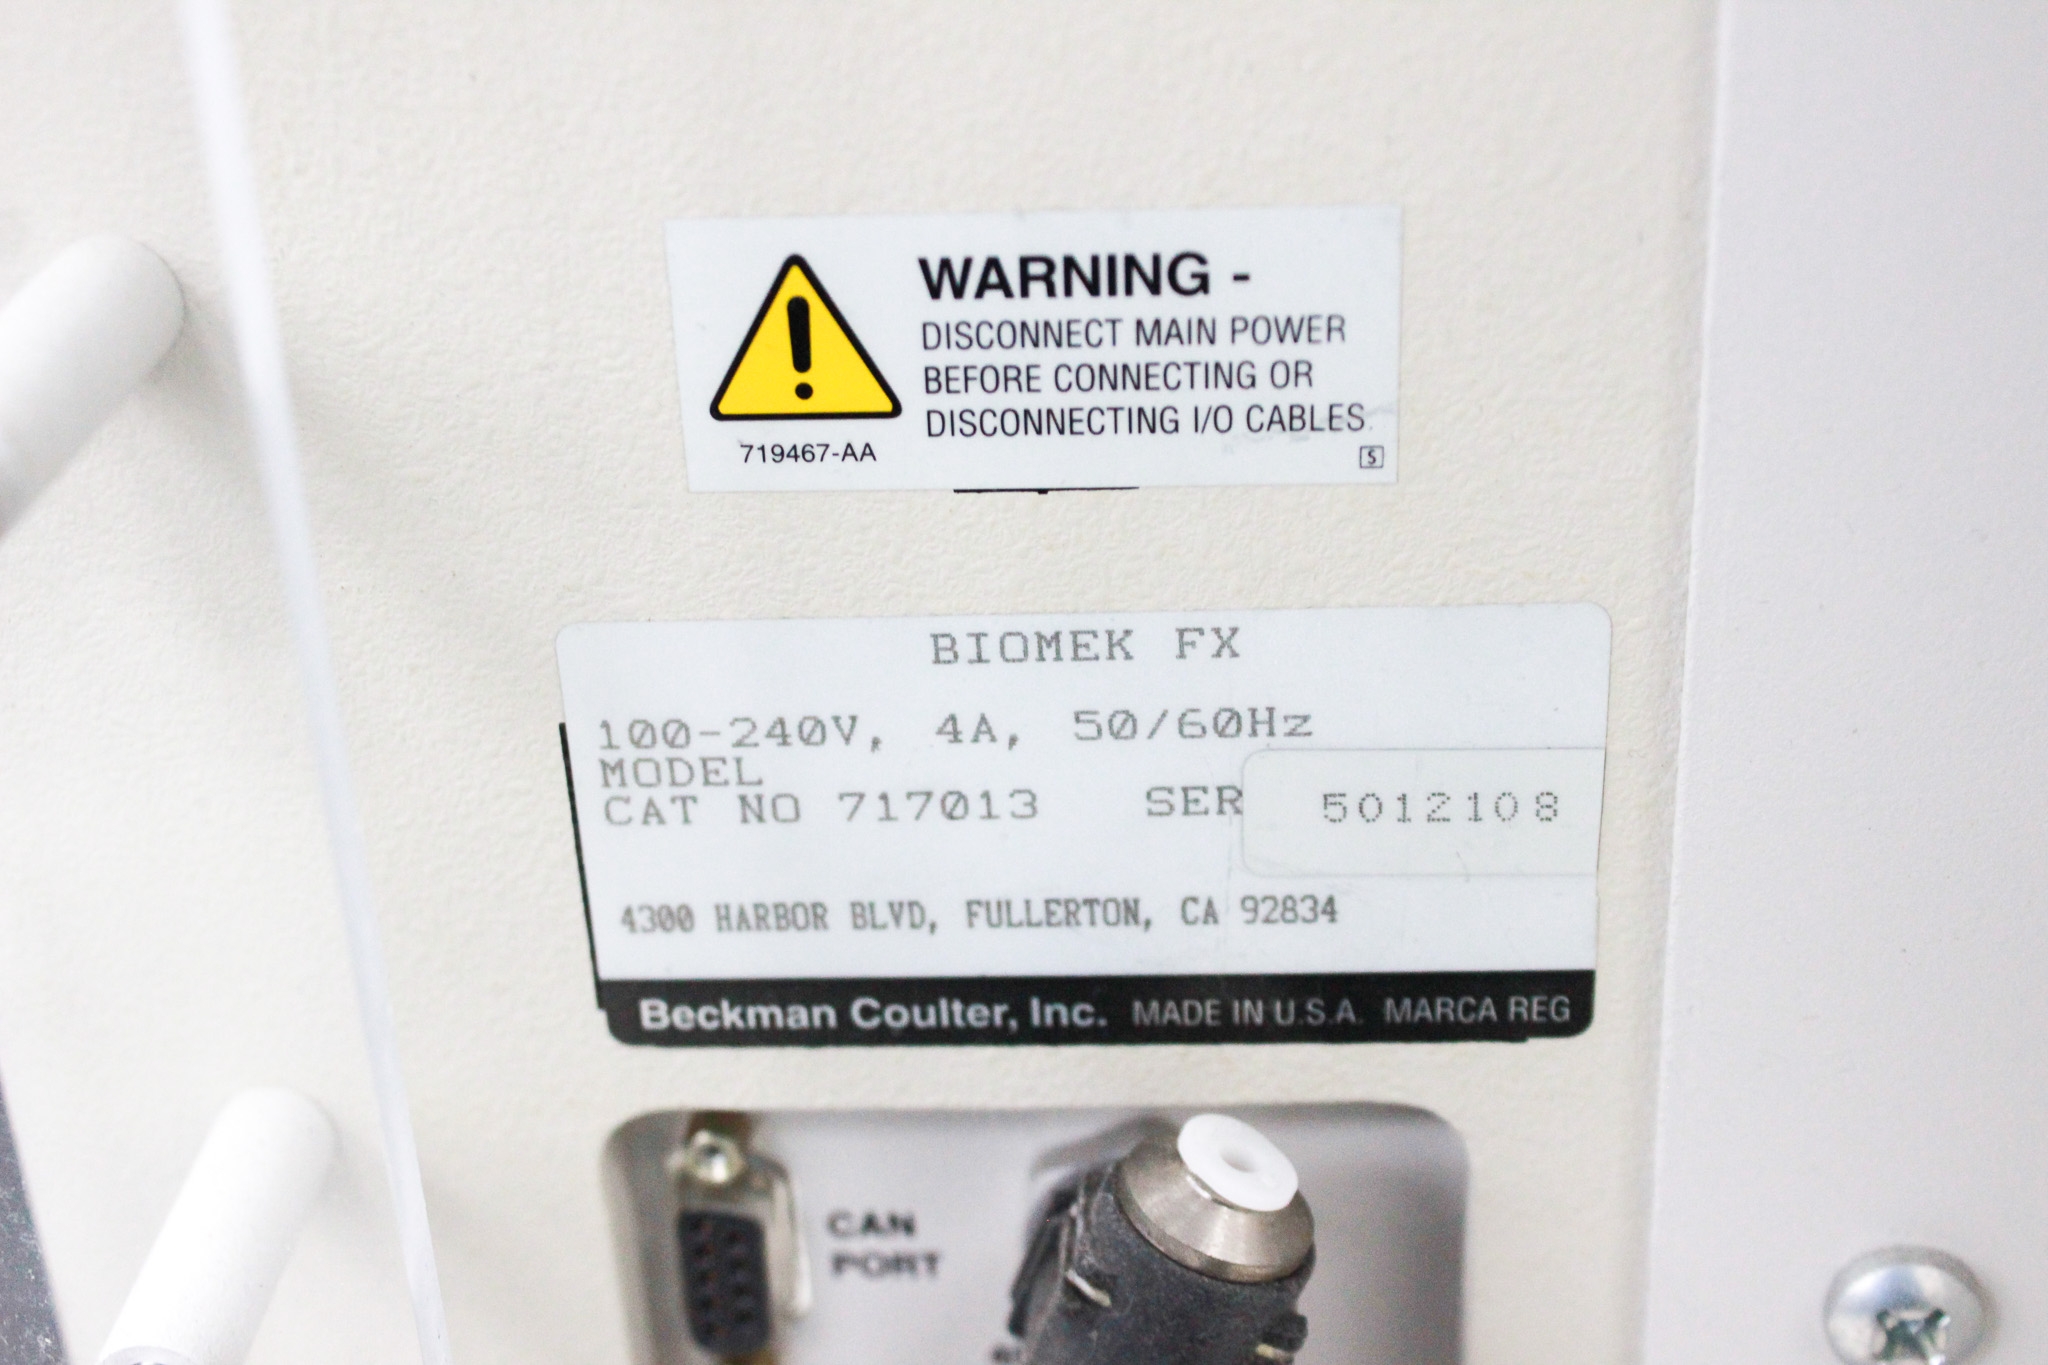 WARNING -
DISCONNECT MAIN POWER
BEFORE CONNECTING OR
DISCONNECTING I/O CABLES.
719467-AA
S
BIOMEK FX
100-240V, 4A, 50/60Hz
MODEL
CAT NO 717013 SER 5012108
4300 HARBOR BLVD, FULLERTON, CA 92834
Beckman Coulter, Inc. MADE IN U.S.A. MARCA REG
CAN
PORT